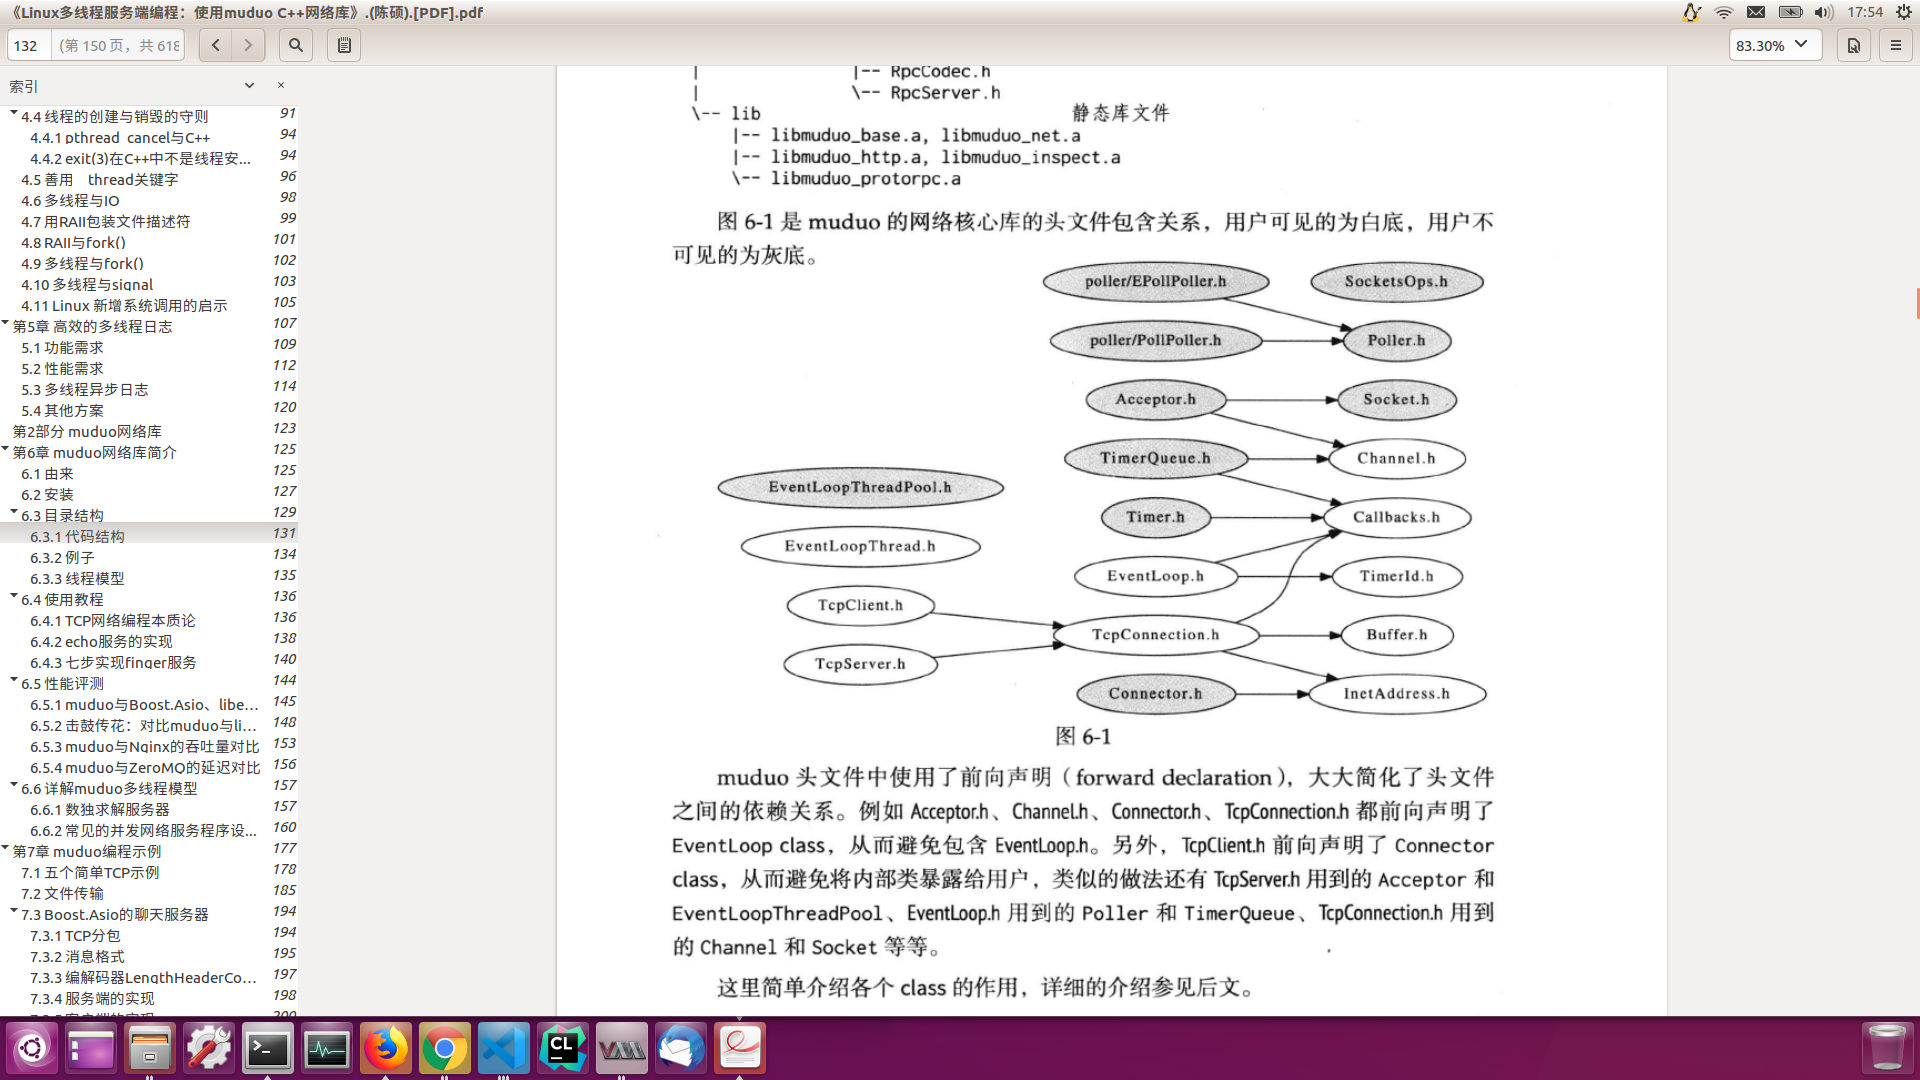 《Linux多线程服务端编程：使用muduo C++网络库》.(陈硕).[PDF].pdf
17:54
132
(第 150 页，共 618
83.30%
索引
4.4 线程的创建与销毁的守则 91
4.4.1 pthread_cancel与C++ 94
4.4.2 exit(3)在C++中不是线程安... 94
4.5 善用__thread关键字 96
4.6 多线程与IO 98
4.7 用RAII包装文件描述符 99
4.8 RAII与fork() 101
4.9 多线程与fork() 102
4.10 多线程与signal 103
4.11 Linux 新增系统调用的启示 105
第5章 高效的多线程日志 107
5.1 功能需求 109
5.2 性能需求 112
5.3 多线程异步日志 114
5.4 其他方案 120
第2部分 muduo网络库 123
第6章 muduo网络库简介 125
6.1 由来 125
6.2 安装 127
6.3 目录结构 129
6.3.1 代码结构 131
6.3.2 例子 134
6.3.3 线程模型 135
6.4 使用教程 136
6.4.1 TCP网络编程本质论 136
6.4.2 echo服务的实现 138
6.4.3 七步实现finger服务 140
6.5 性能评测 144
6.5.1 muduo与Boost.Asio、libe... 145
6.5.2 击鼓传花：对比muduo与li... 148
6.5.3 muduo与Nginx的吞吐量对比 153
6.5.4 muduo与ZeroMQ的延迟对比 156
6.6 详解muduo多线程模型 157
6.6.1 数独求解服务器 157
6.6.2 常见的并发网络服务程序设... 160
第7章 muduo编程示例 177
7.1 五个简单TCP示例 178
7.2 文件传输 185
7.3 Boost.Asio的聊天服务器 194
7.3.1 TCP分包 194
7.3.2 消息格式 195
7.3.3 编解码器LengthHeaderCo... 197
7.3.4 服务端的实现 198
| |-- RpcCodec.h
| \-- RpcServer.h
\-- lib 静态库文件
|-- libmuduo_base.a, libmuduo_net.a
|-- libmuduo_http.a, libmuduo_inspect.a
\-- libmuduo_protorpc.a
图 6-1 是 muduo 的网络核心库的头文件包含关系，用户可见的为白底，用户不
可见的为灰底。
poller/EPollPoller.h SocketsOps.h
poller/PollPoller.h Poller.h
Acceptor.h Socket.h
TimerQueue.h Channel.h
EventLoopThreadPool.h
Timer.h Callbacks.h
EventLoopThread.h
EventLoop.h TimerId.h
TcpClient.h
TcpConnection.h Buffer.h
TcpServer.h
Connector.h InetAddress.h
图 6-1
muduo 头文件中使用了前向声明（forward declaration），大大简化了头文件
之间的依赖关系。例如 Acceptor.h、Channel.h、Connector.h、TcpConnection.h 都前向声明了
EventLoop class，从而避免包含 EventLoop.h。另外，TcpClient.h 前向声明了 Connector
class，从而避免将内部类暴露给用户，类似的做法还有 TcpServer.h 用到的 Acceptor 和
EventLoopThreadPool、EventLoop.h 用到的 Poller 和 TimerQueue、TcpConnection.h 用到
的 Channel 和 Socket 等等。
这里简单介绍各个 class 的作用，详细的介绍参见后文。
CL